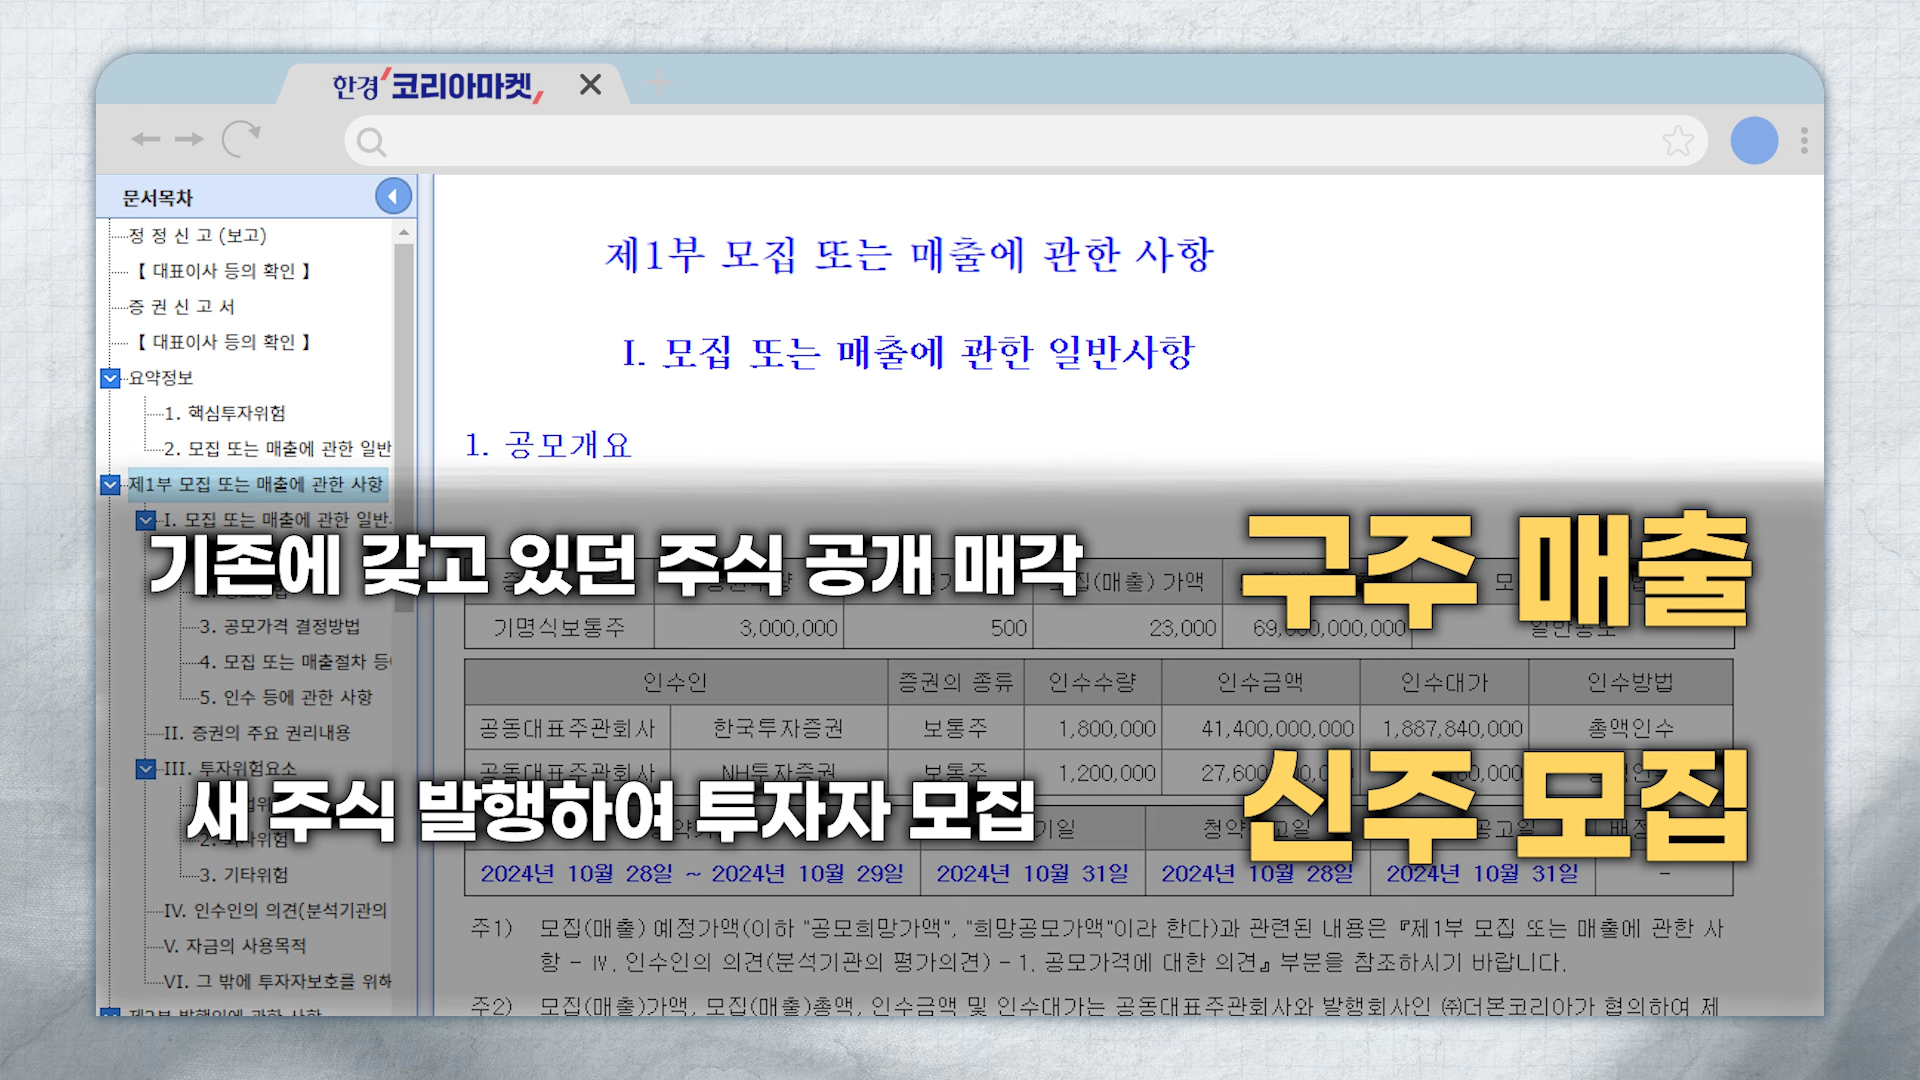 한경 코리아마켓
문서목차
정 정 신 고 (보고)
【 대표이사 등의 확인 】
증 권 신 고 서
【 대표이사 등의 확인 】
요약정보
1. 핵심투자위험
2. 모집 또는 매출에 관한 일반
제1부 모집 또는 매출에 관한 사항
I. 모집 또는 매출에 관한 일반
3. 공모가격 결정방법
4. 모집 또는 매출절차 등
5. 인수 등에 관한 사항
II. 증권의 주요 권리내용
III. 투자위험요소
3. 기타위험
IV. 인수인의 의견(분석기관의
V. 자금의 사용목적
VI. 그 밖에 투자자보호를 위해
제1부 모집 또는 매출에 관한 사항
I. 모집 또는 매출에 관한 일반사항
1. 공모개요
기존에 갖고 있던 주식 공개 매각
구주 매출
(매출) 가액
기명식보통주 3,000,000 500 23,000
인수인 증권의 종류 인수수량 인수금액 인수대가 인수방법
공동대표주관회사 한국투자증권 보통주 1,800,000 41,400,000,000 1,887,840,000 총액인수
공동대표주관회사 NH투자증권 보통주 1,200,000
새 주식 발행하여 투자자 모집
신주 모집
2024년 10월 28일 ~ 2024년 10월 29일 2024년 10월 31일 2024년 10월 28일 2024년 10월 31일 -
주1) 모집(매출) 예정가액(이하 "공모희망가액", "희망공모가액"이라 한다)과 관련된 내용은 『제1부 모집 또는 매출에 관한 사
항 - Ⅳ. 인수인의 의견(분석기관의 평가의견) - 1. 공모가격에 대한 의견』 부분을 참조하시기 바랍니다.
주2) 모집(매출)가액, 모집(매출)총액, 인수금액 및 인수대가는 공동대표주관회사와 발행회사인 ㈜더본코리아가 협의하여 제